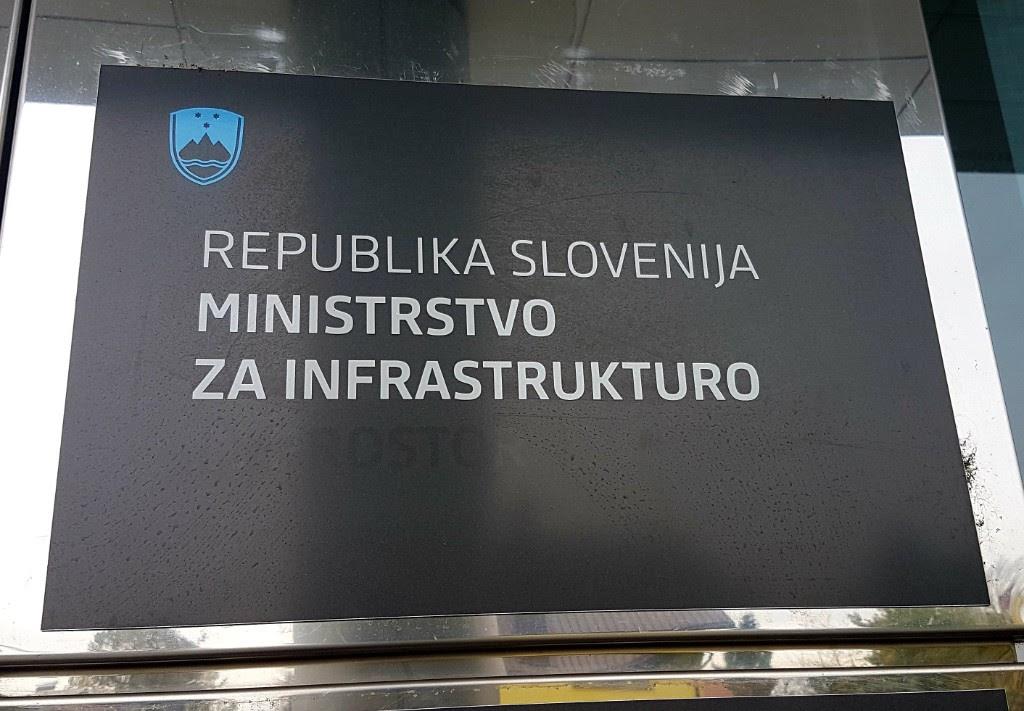 REPUBLIKA SLOVENIJA
MINISTRSTVO
ZA INFRASTRUKTURO